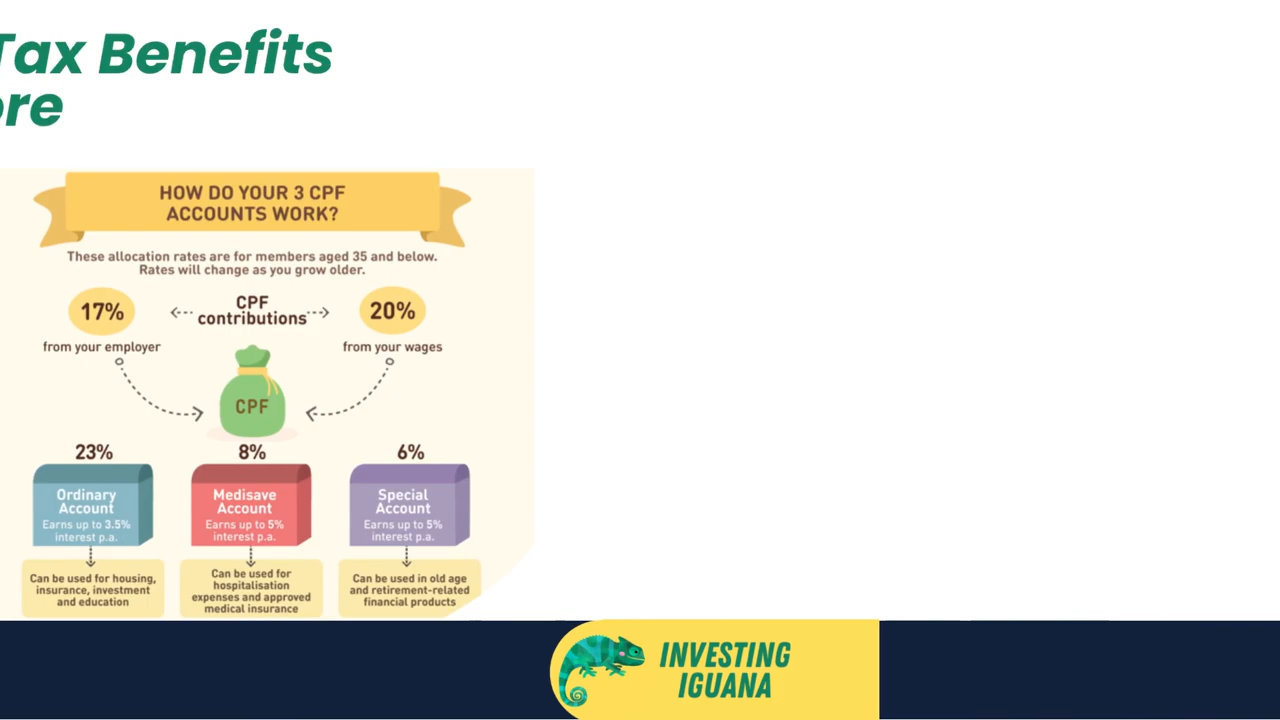 Tax Benefits
ore
HOW DO YOUR 3 CPF
ACCOUNTS WORK?
These allocation rates are for members aged 35 and below.
Rates will change as you grow older.
17%
CPF
contributions
20%
from your employer
from your wages
CPF
23%
8%
6%
Ordinary
Account
Earns up to 3.5%
interest p.a.
Medisave
Account
Earns up to 5%
interest p.a.
Special
Account
Earns up to 5%
interest p.a.
Can be used for housing,
insurance, investment
and education
Can be used for
hospitalisation
expenses and approved
medical insurance
Can be used in old age
and retirement-related
financial products
INVESTING
IGUANA